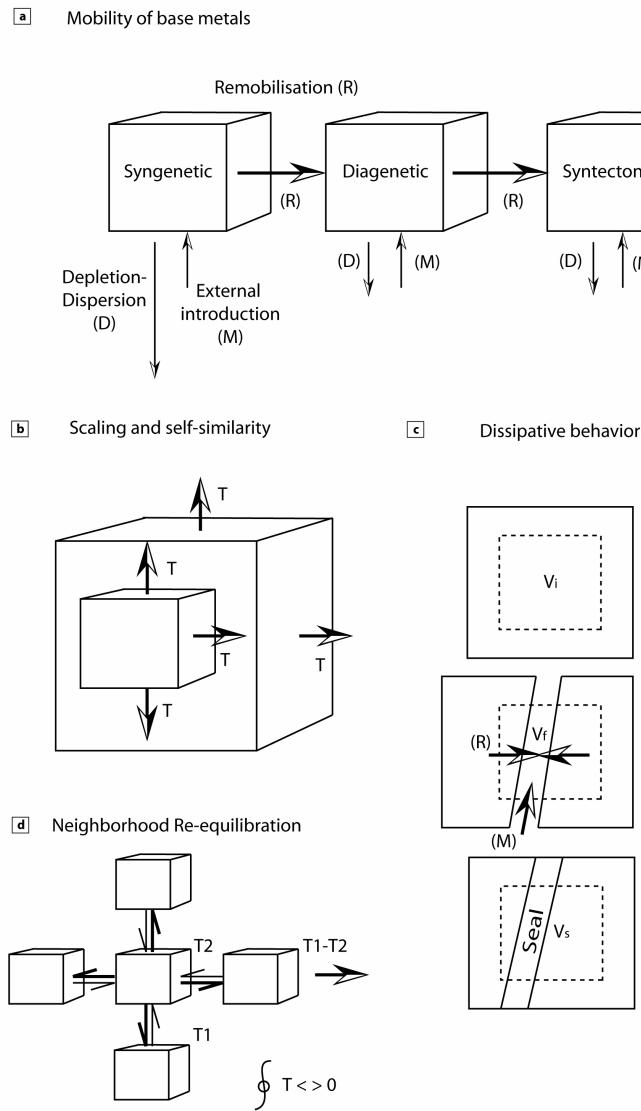 a Mobility of base metals
Remobilisation (R)
Syngenetic
Diagenetic
Syntecton
(R)
(R)
Depletion-
Dispersion
(D)
External
introduction
(M)
(D)
(M)
(D)
(M
b Scaling and self-similarity
T
T
T
T
T
c Dissipative behavior
Vi
(R)
Vf
(M)
Seal
Vs
d Neighborhood Re-equilibration
T2
T1-T2
T1
∮ T < > 0